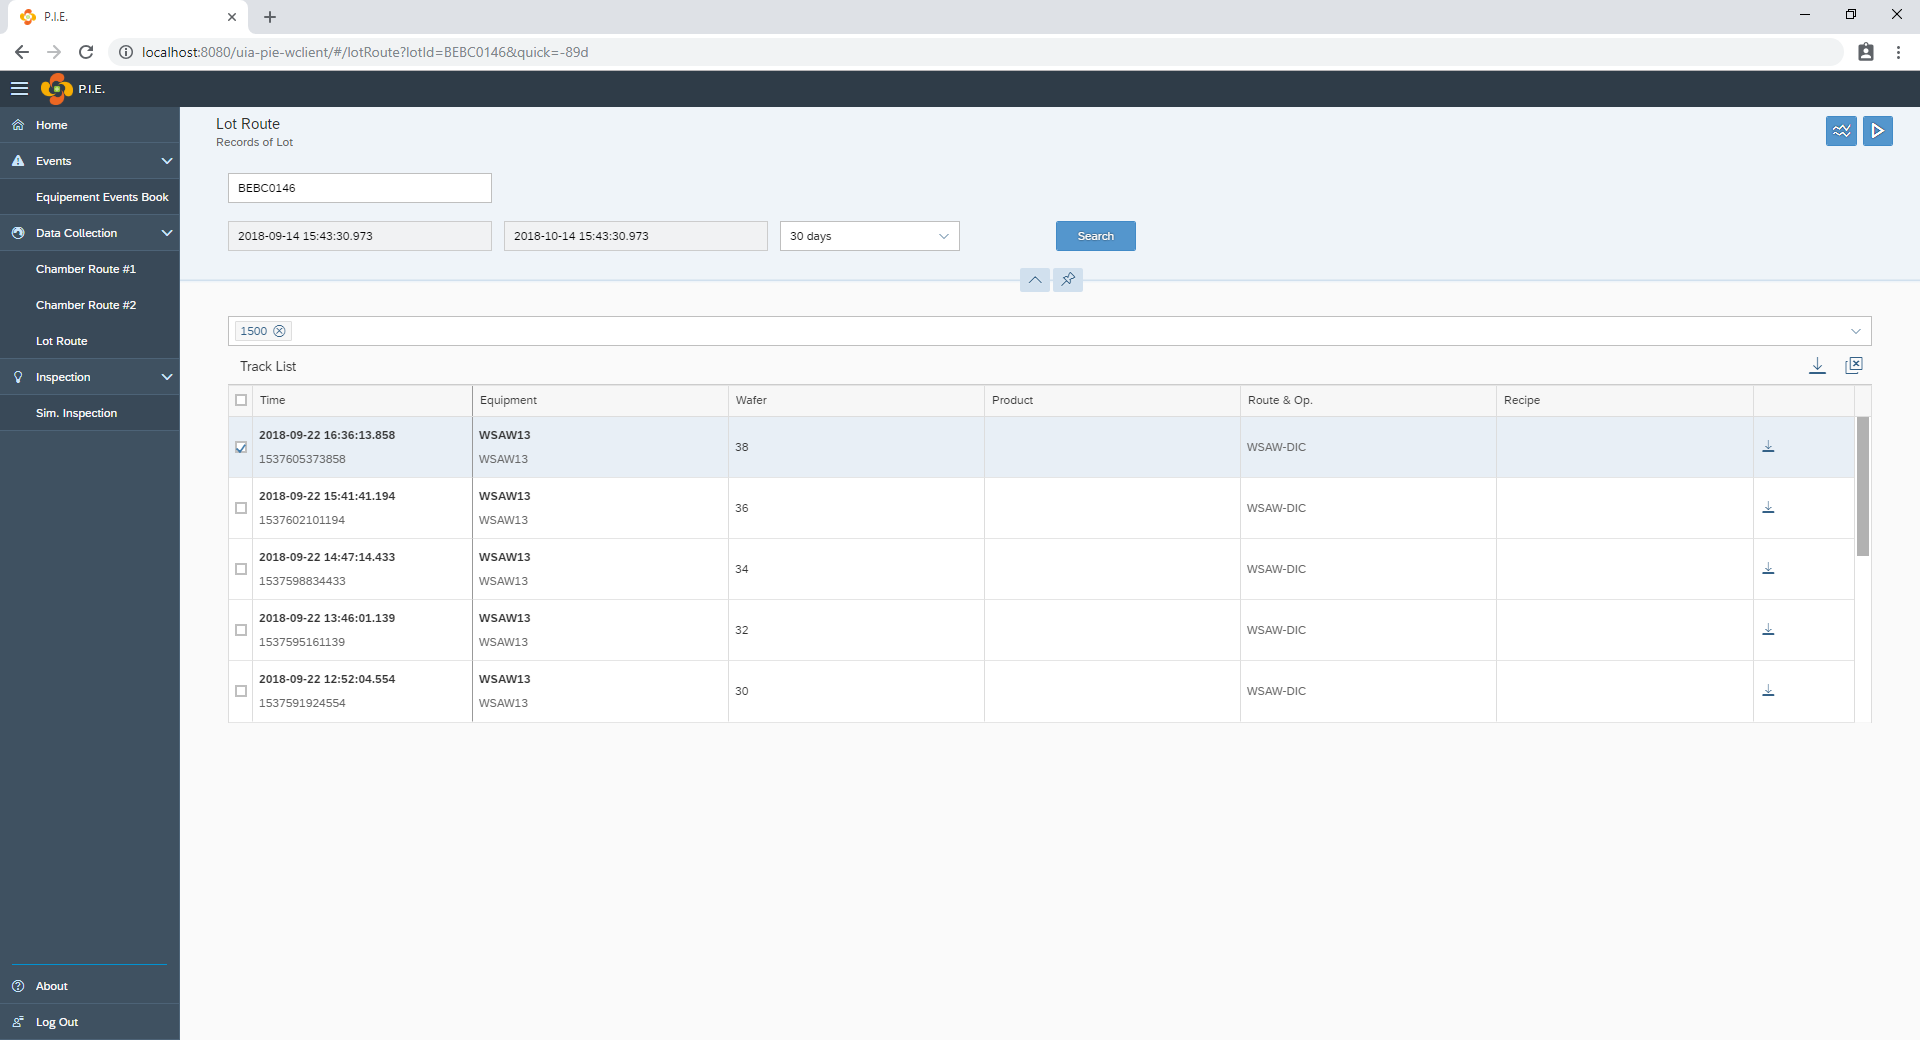 P.I.E.
localhost:8080/uia-pie-wclient/#/lotRoute?lotId=BEBC0146&quick=-89d
P.I.E.
Home
Events
Equipement Events Book
Data Collection
Chamber Route #1
Chamber Route #2
Lot Route
Inspection
Sim. Inspection
About
Log Out
Lot Route
Records of Lot
BEBC0146
2018-09-14 15:43:30.973 2018-10-14 15:43:30.973 30 days Search
1500
Track List
Time Equipment Wafer Product Route & Op. Recipe
2018-09-22 16:36:13.858 WSAW13
38 WSAW-DIC
1537605373858 WSAW13
2018-09-22 15:41:41.194 WSAW13
36 WSAW-DIC
1537602101194 WSAW13
2018-09-22 14:47:14.433 WSAW13
34 WSAW-DIC
1537598834433 WSAW13
2018-09-22 13:46:01.139 WSAW13
32 WSAW-DIC
1537595161139 WSAW13
2018-09-22 12:52:04.554 WSAW13
30 WSAW-DIC
1537591924554 WSAW13